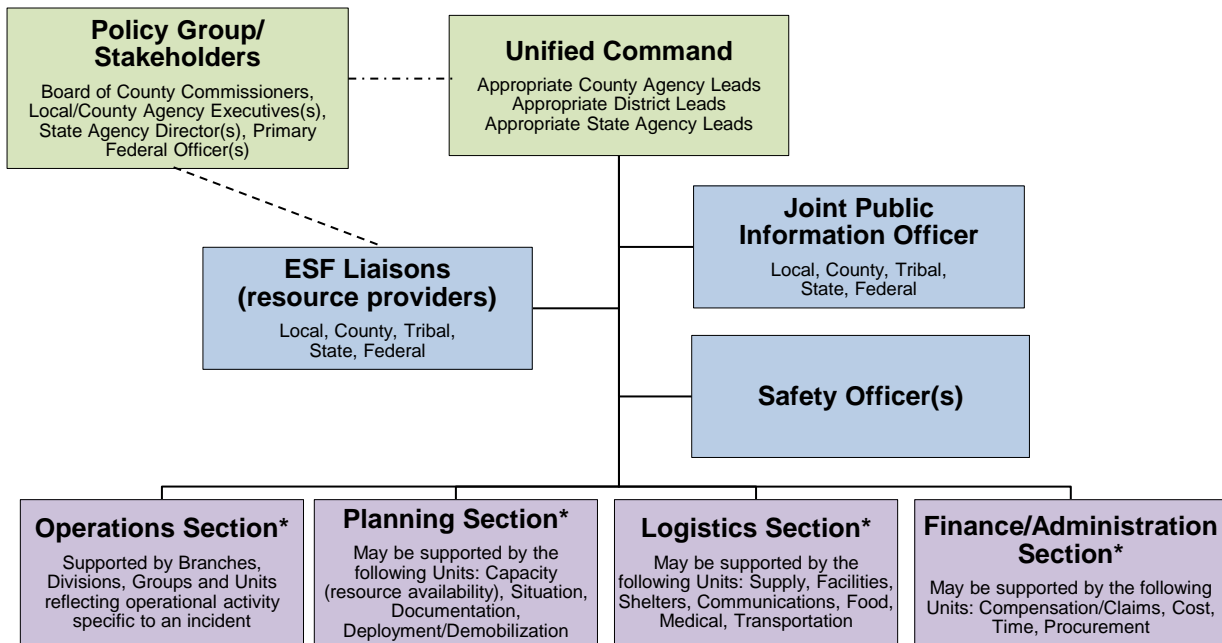 Policy Group/
Stakeholders
Board of County Commissioners,
Local/County Agency Executives(s),
State Agency Director(s), Primary
Federal Officer(s)
Unified Command
Appropriate County Agency Leads
Appropriate District Leads
Appropriate State Agency Leads
Joint Public
Information Officer
Local, County, Tribal,
State, Federal
ESF Liaisons
(resource providers)
Local, County, Tribal,
State, Federal
Safety Officer(s)
Operations Section*
Supported by Branches,
Divisions, Groups and Units
reflecting operational activity
specific to an incident
Planning Section*
May be supported by the
following Units: Capacity
(resource availability), Situation,
Documentation,
Deployment/Demobilization
Logistics Section*
May be supported by the
following Units: Supply, Facilities,
Shelters, Communications, Food,
Medical, Transportation
Finance/Administration
Section*
May be supported by the following
Units: Compensation/Claims, Cost,
Time, Procurement